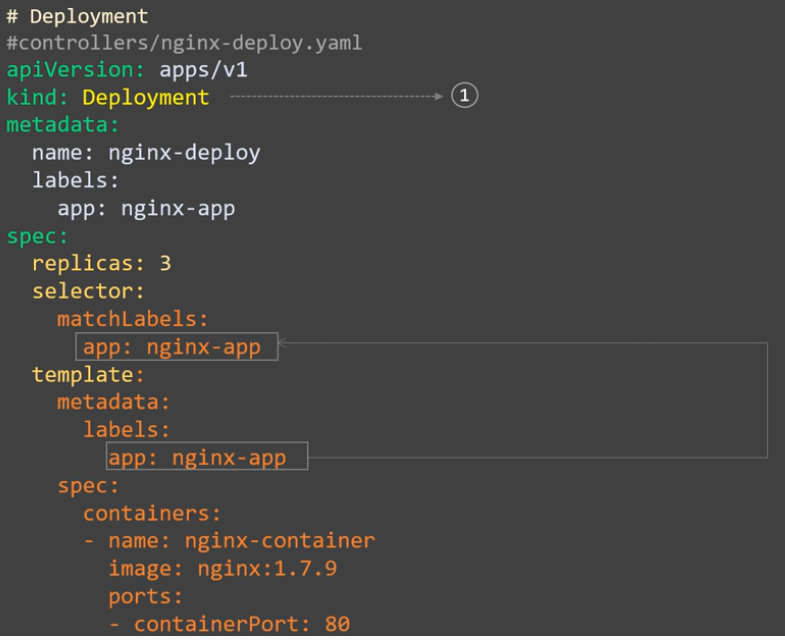 # Deployment
#controllers/nginx-deploy.yaml
apiVersion: apps/v1
kind: Deployment 1
metadata:
  name: nginx-deploy
  labels:
    app: nginx-app
spec:
  replicas: 3
  selector:
    matchLabels:
      app: nginx-app
  template:
    metadata:
      labels:
        app: nginx-app
    spec:
      containers:
      - name: nginx-container
        image: nginx:1.7.9
        ports:
        - containerPort: 80